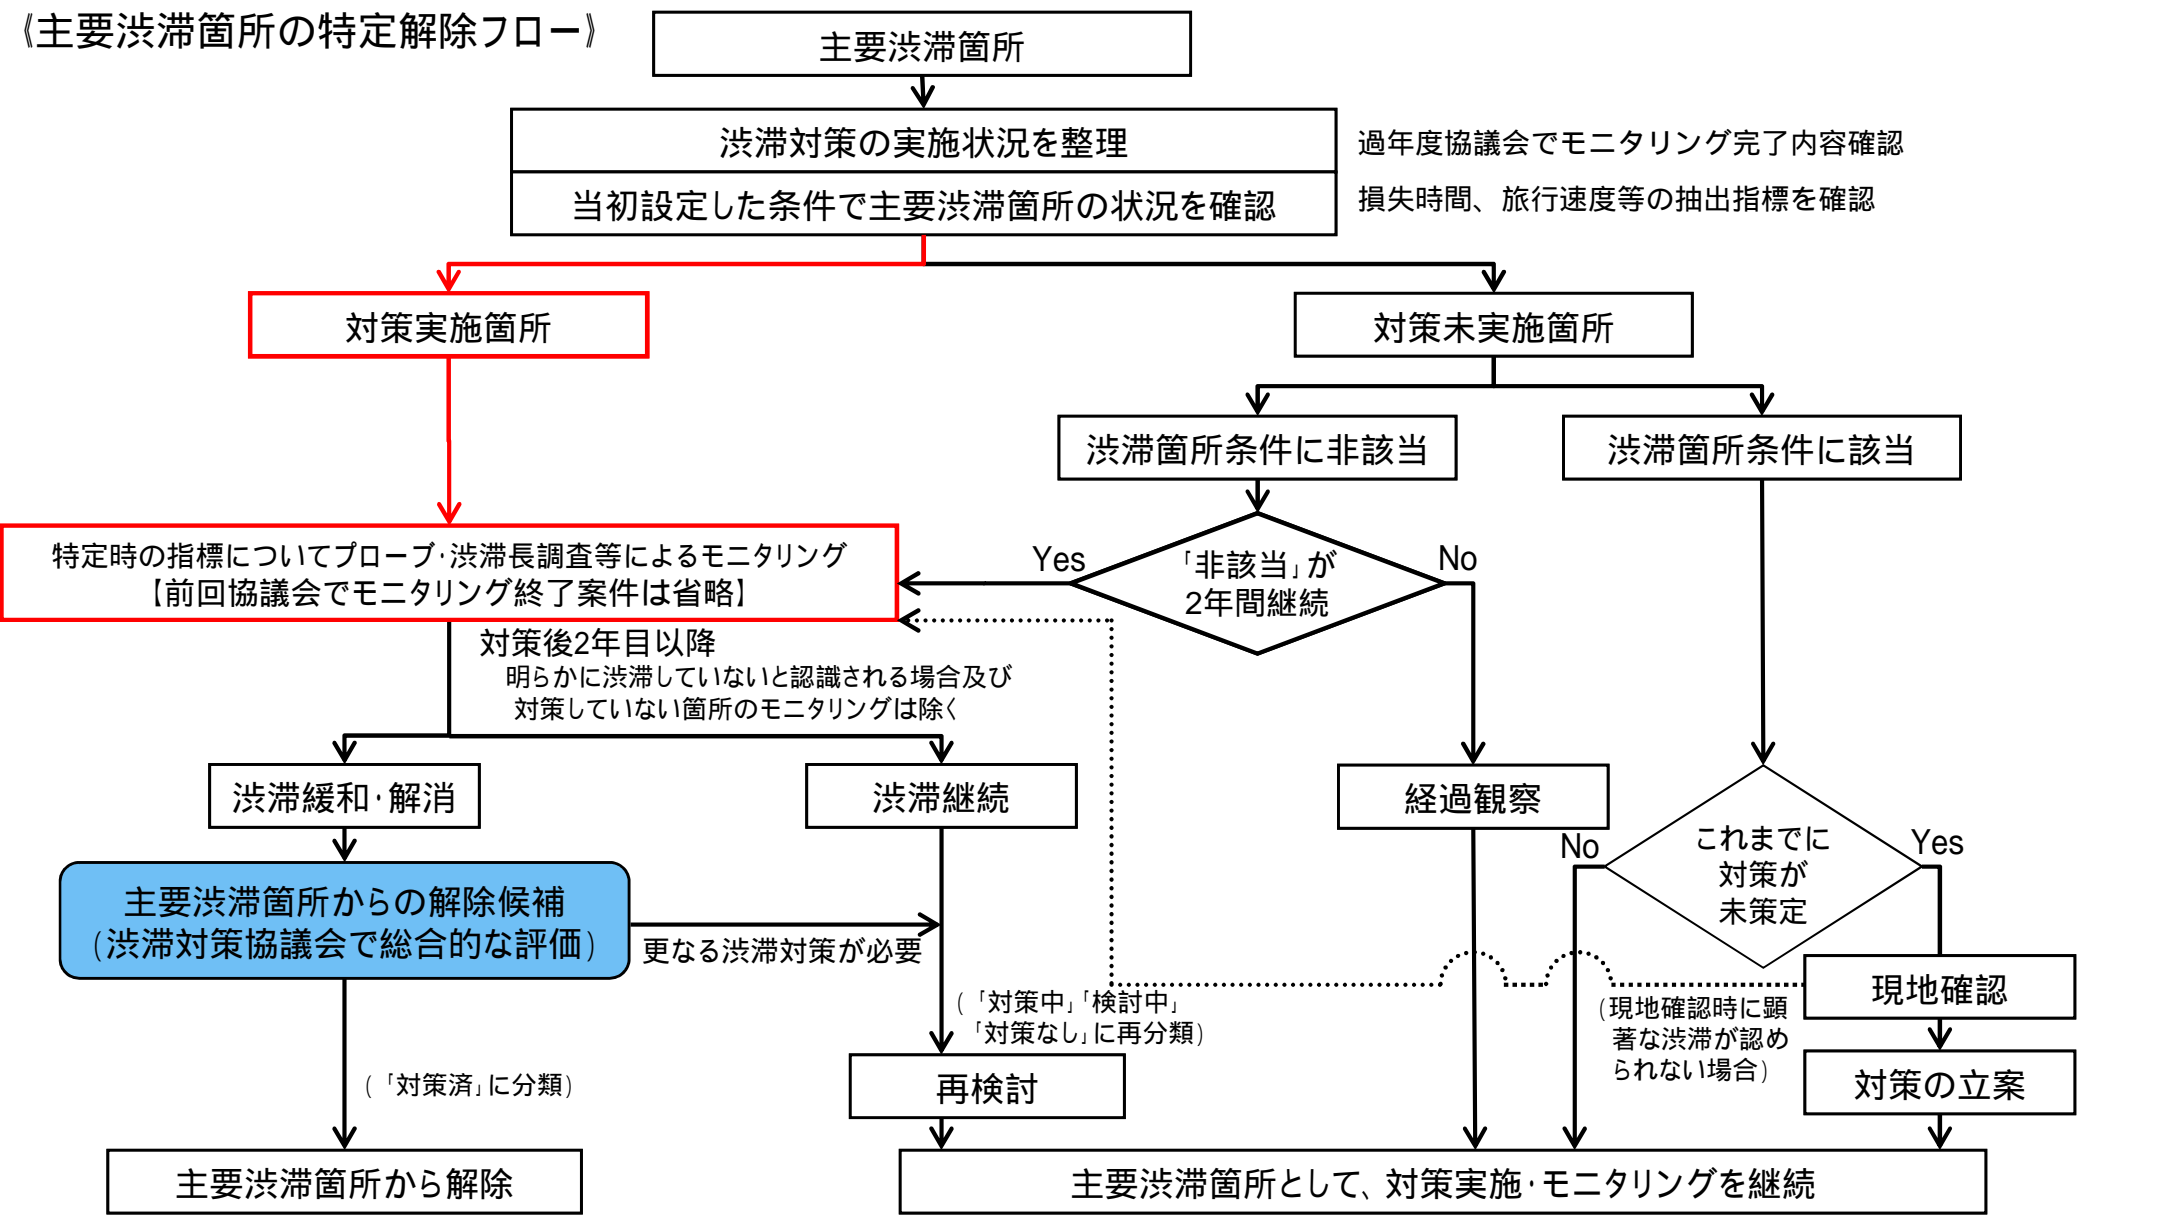 《主要渋滞箇所の特定解除フロー》
主要渋滞箇所
渋滞対策の実施状況を整理
過年度協議会でモニタリング完了内容確認
当初設定した条件で主要渋滞箇所の状況を確認
損失時間、旅行速度等の抽出指標を確認
対策実施箇所
対策未実施箇所
渋滞箇所条件に非該当
渋滞箇所条件に該当
特定時の指標についてプローブ・渋滞長調査等によるモニタリング
【前回協議会でモニタリング終了案件は省略】
Yes
「非該当」が
2年間継続
No
対策後2年目以降
明らかに渋滞していないと認識される場合及び
対策していない箇所のモニタリングは除く
渋滞緩和・解消
渋滞継続
経過観察
No
これまでに
対策が
未策定
Yes
主要渋滞箇所からの解除候補
(渋滞対策協議会で総合的な評価)
更なる渋滞対策が必要
(「対策中」「検討中」
「対策なし」に再分類)
(現地確認時に顕
著な渋滞が認め
られない場合)
現地確認
(「対策済」に分類)
再検討
対策の立案
主要渋滞箇所から解除
主要渋滞箇所として、対策実施・モニタリングを継続